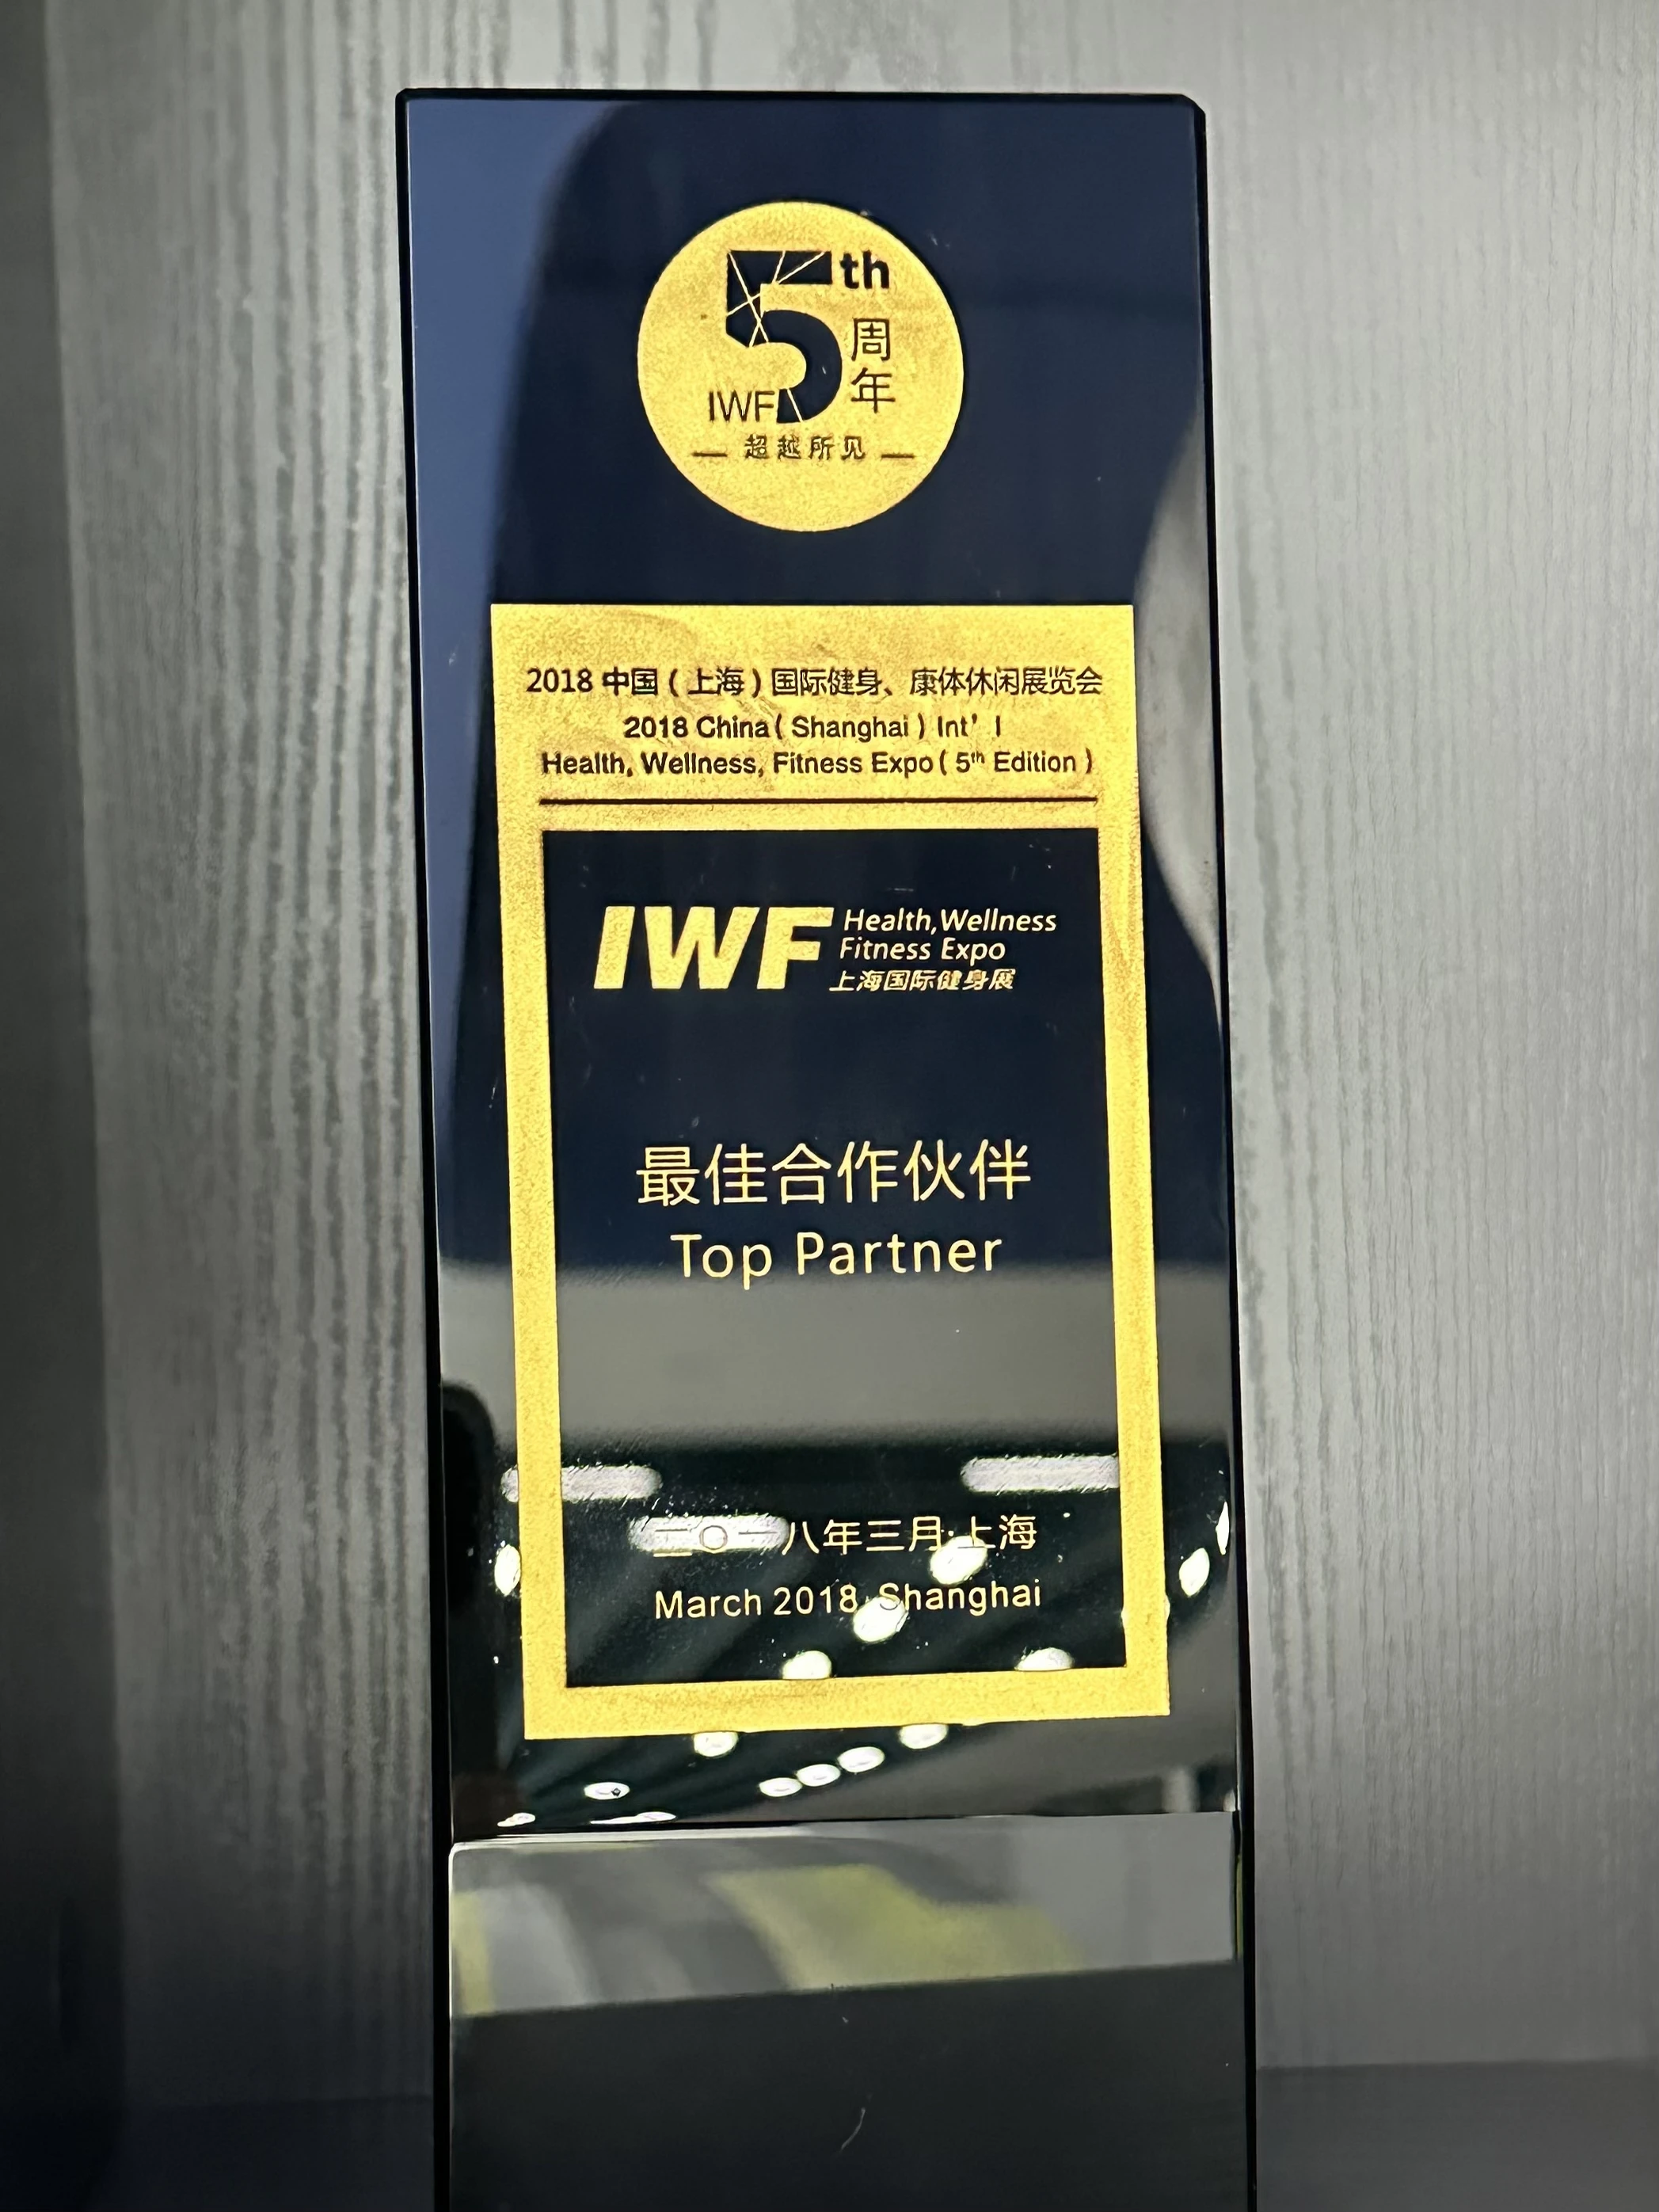 5th
周年
IWF
超越所见
2018 中国(上海)国际健身、康体休闲展览会
2018 China(Shanghai) Int' l
Health, Wellness, Fitness Expo(5th Edition)
IWF
Health,Wellness
Fitness Expo
上海国际健身展
最佳合作伙伴
Top Partner
二〇一八年三月·上海
March 2018·Shanghai